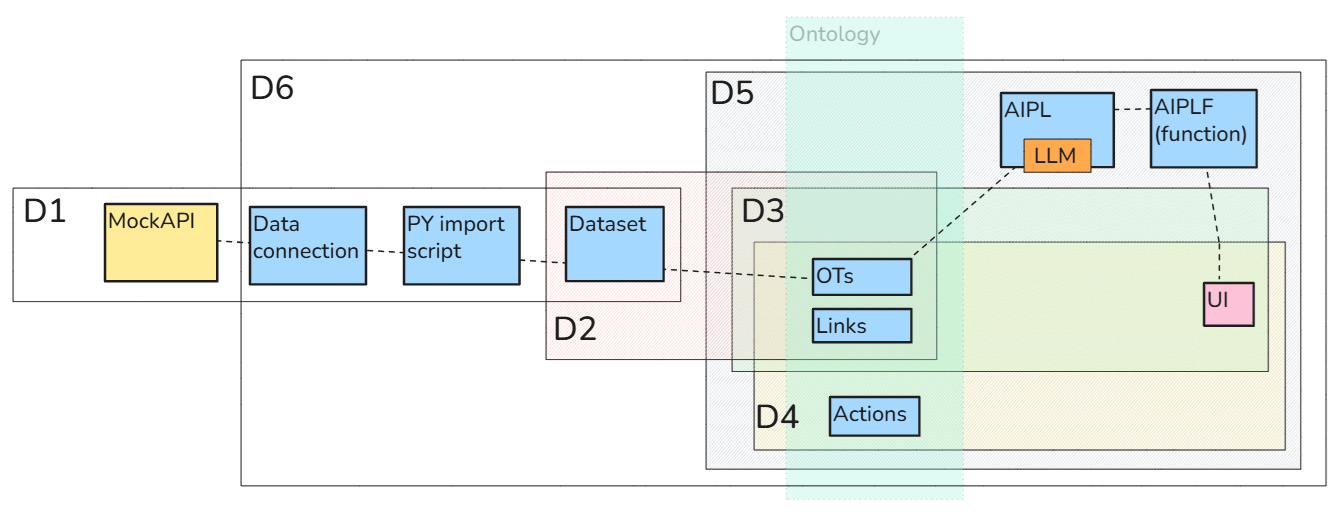 Ontology
D6
D5
AIPL
LLM
AIPLF
(function)
D1
MockAPI
Data
connection
PY import
script
Dataset
D3
OTs
Links
UI
D2
D4
Actions